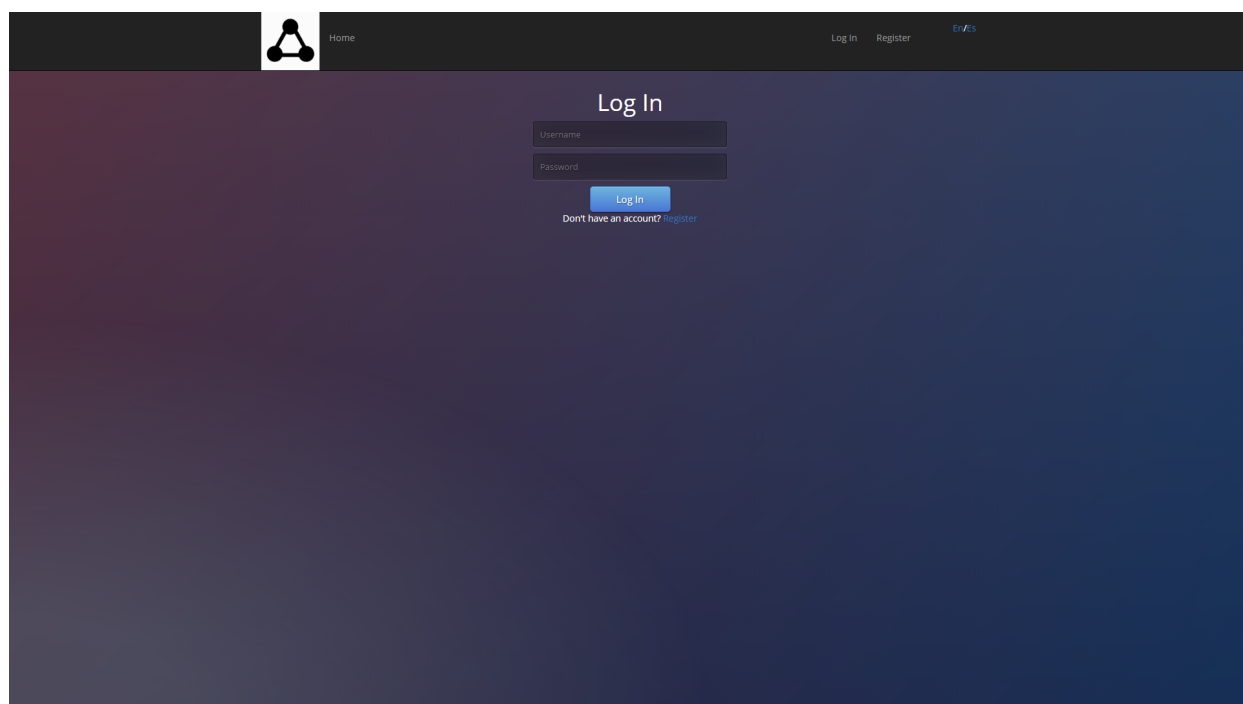 Home
Log In Register
En/Es
Log In
Username
Password
Log In
Don't have an account? Register